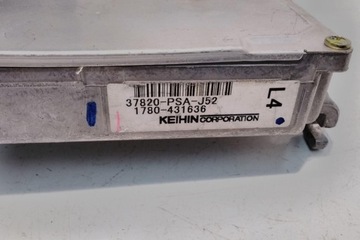 37820-PSA-J52
1780-431636
KEIHIN CORPORATION
L4